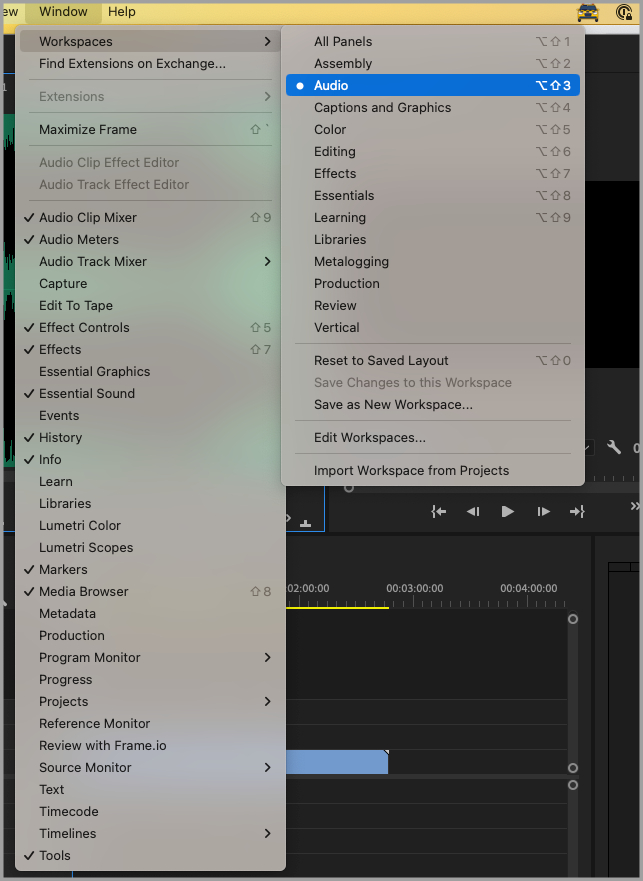 ew Window Help
Workspaces
Find Extensions on Exchange...
Extensions
Maximize Frame ⇧ `
Audio Clip Effect Editor
Audio Track Effect Editor
✓ Audio Clip Mixer ⇧ 9
✓ Audio Meters
Audio Track Mixer
Capture
Edit To Tape
✓ Effect Controls ⇧ 5
✓ Effects ⇧ 7
Essential Graphics
✓ Essential Sound
Events
✓ History
✓ Info
Learn
Libraries
Lumetri Color
Lumetri Scopes
✓ Markers
✓ Media Browser ⇧ 8
Metadata
Production
Program Monitor
Progress
Projects
Reference Monitor
Review with Frame.io
Source Monitor
Text
Timecode
Timelines
✓ Tools
All Panels ⌥⇧ 1
Assembly ⌥⇧ 2
Audio ⌥⇧ 3
Captions and Graphics ⌥⇧ 4
Color ⌥⇧ 5
Editing ⌥⇧ 6
Effects ⌥⇧ 7
Essentials ⌥⇧ 8
Learning ⌥⇧ 9
Libraries
Metalogging
Production
Review
Vertical
Reset to Saved Layout ⌥⇧ 0
Save Changes to this Workspace
Save as New Workspace...
Edit Workspaces...
Import Workspace from Projects
02:00:00 00:03:00:00 00:04:00:00